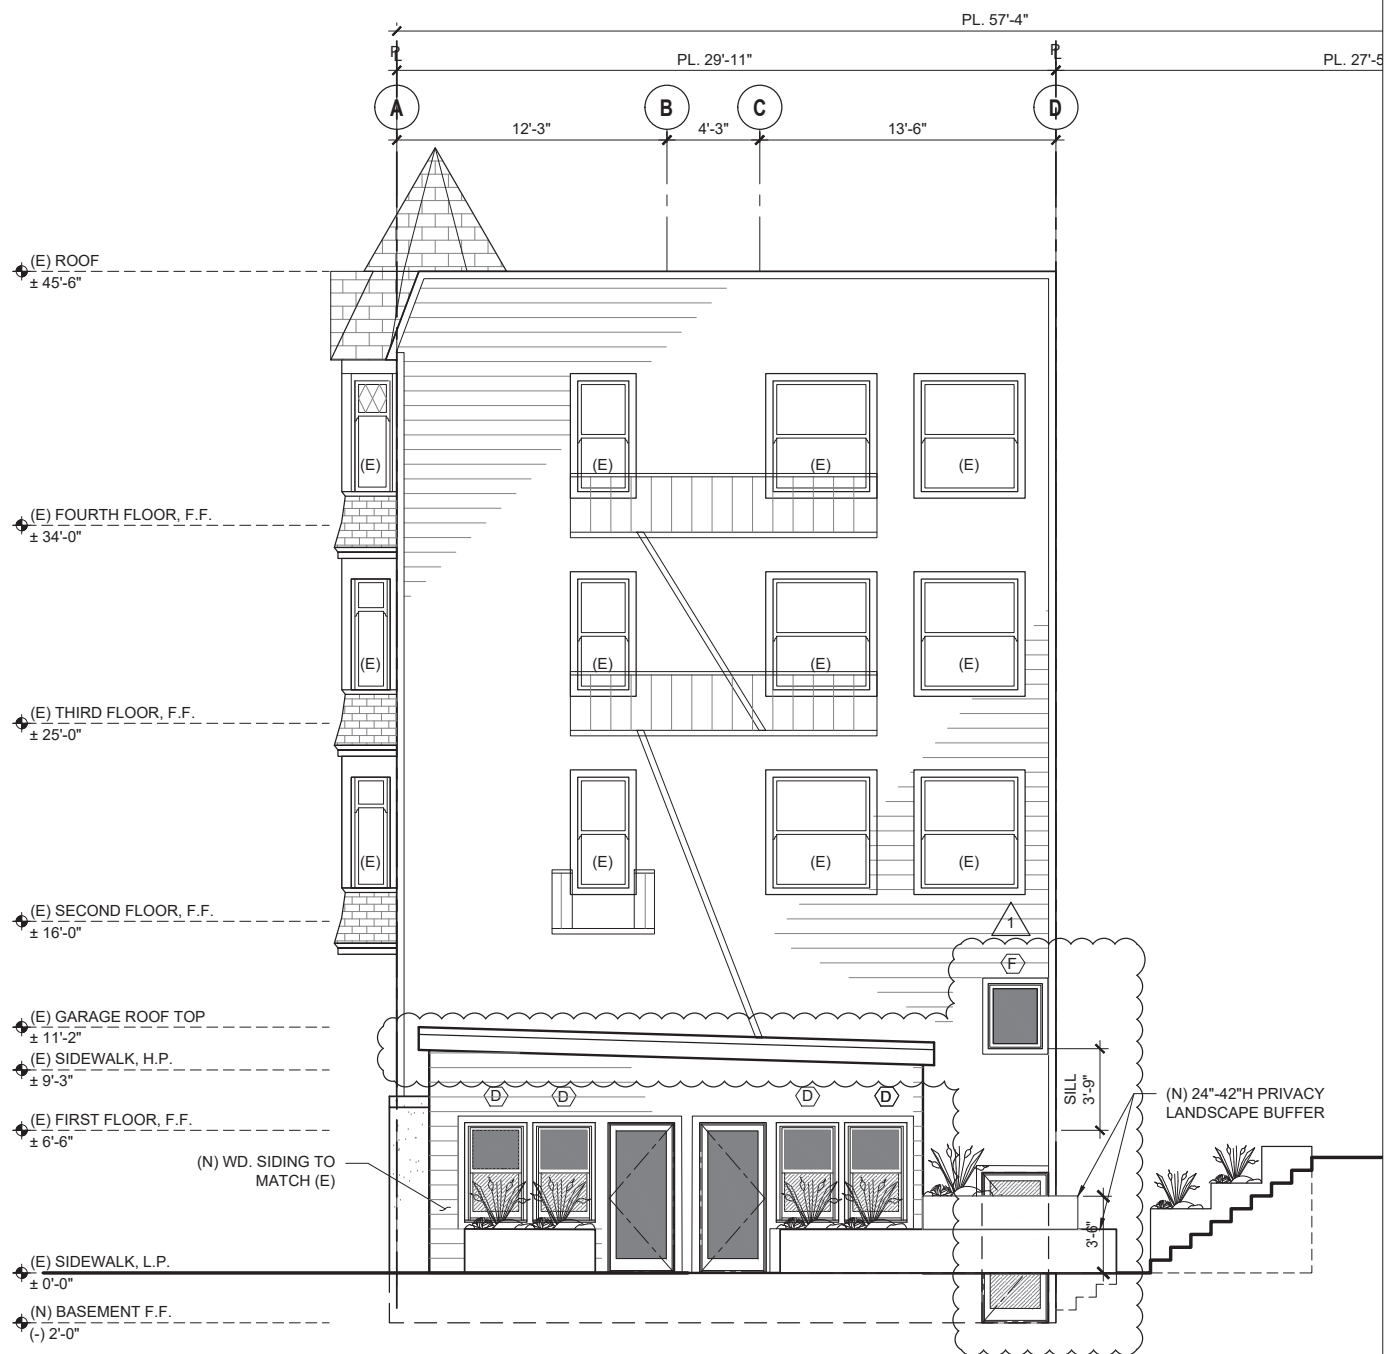 PL. 57'-4"
PL
PL. 29'-11"
PL
A
B
C
D
12'-3"
4'-3"
13'-6"
(E) ROOF
± 45'-6"
(E)
(E)
(E)
(E)
(E) FOURTH FLOOR, F.F.
± 34'-0"
(E)
(E)
(E)
(E)
(E) THIRD FLOOR, F.F.
± 25'-0"
(E)
(E)
(E)
(E)
(E) SECOND FLOOR, F.F.
± 16'-0"
1
F
(E) GARAGE ROOF TOP
± 11'-2"
(E) SIDEWALK, H.P.
± 9'-3"
D
D
D
D
SILL
3'-9"
(N) 24"-42"H PRIVACY
LANDSCAPE BUFFER
(E) FIRST FLOOR, F.F.
± 6'-6"
(N) WD. SIDING TO
MATCH (E)
3'-6"
(E) SIDEWALK, L.P.
± 0'-0"
(N) BASEMENT F.F.
(-) 2'-0"